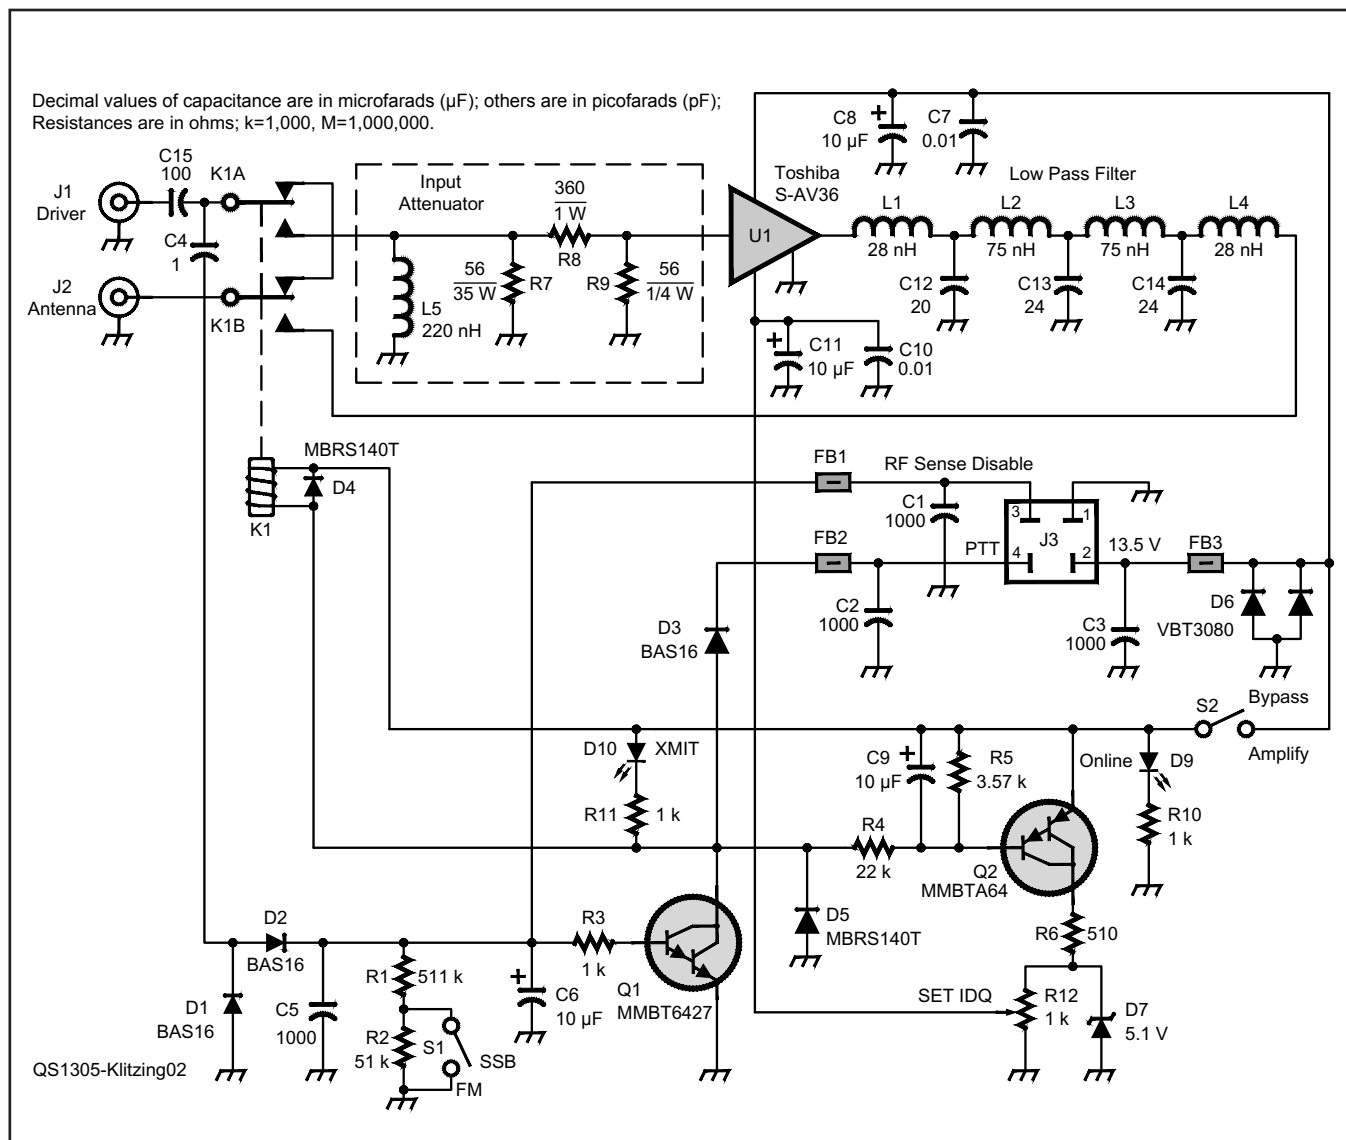 Decimal values of capacitance are in microfarads (µF); others are in picofarads (pF);
Resistances are in ohms; k=1,000, M=1,000,000.
C15
100
K1A
J1
Driver
C4
1
J2
Antenna
K1B
Input
Attenuator
360
1 W
R8
56
35 W
R7
R9
56
1/4 W
L5
220 nH
Toshiba
S-AV36
U1
C8
+
10 µF
C7
0.01
Low Pass Filter
L1
28 nH
L2
75 nH
L3
75 nH
L4
28 nH
C12
20
C13
24
C14
24
+
C11
10 µF
C10
0.01
MBRS140T
D4
K1
FB1
RF Sense Disable
C1
1000
3
1
J3
4
2
PTT
13.5 V
FB2
FB3
C2
1000
C3
1000
D6
VBT3080
D3
BAS16
S2
Bypass
Amplify
D10
XMIT
R11
1 k
C9
+
10 µF
R5
3.57 k
Online
D9
R10
1 k
R4
22 k
Q2
MMBTA64
D5
MBRS140T
R6
510
D2
BAS16
R3
1 k
Q1
MMBT6427
D1
BAS16
C5
1000
R1
511 k
R2
51 k
S1
SSB
FM
+
C6
10 µF
SET IDQ
R12
1 k
D7
5.1 V
QS1305-Klitzing02